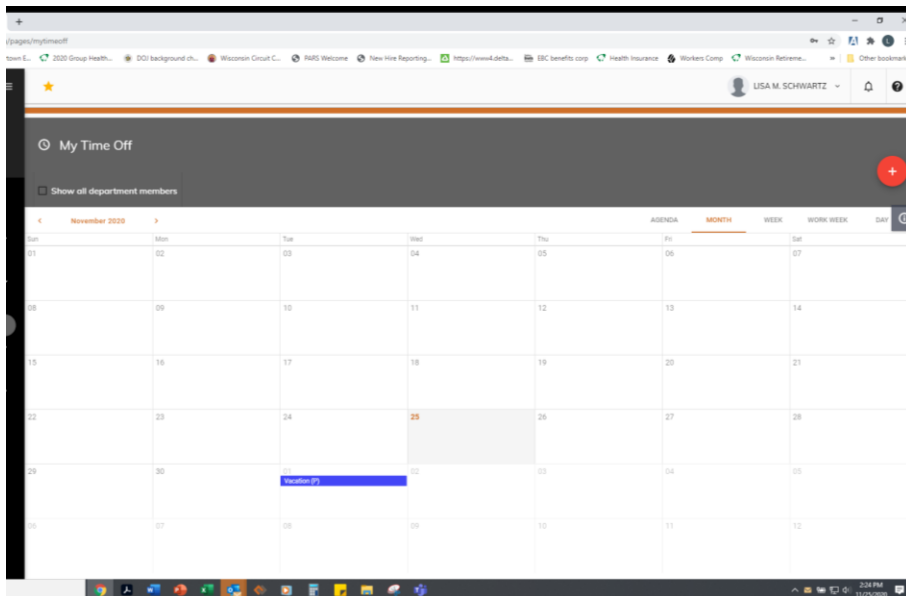 /pages/mytimeoff
town E... 2020 Group Health... DOJ background ch... Wisconsin Circuit C... PARS Welcome New Hire Reporting... https://www4.delta... EBC benefits corp Health Insurance Workers Comp Wisconsin Retireme... » Other bookmark
LISA M. SCHWARTZ
My Time Off
Show all department members
< November 2020 > AGENDA MONTH WEEK WORK WEEK DAY
Sun Mon Tue Wed Thu Fri Sat
01 02 03 04 05 06 07
08 09 10 11 12 13 14
15 16 17 18 19 20 21
22 23 24 25 26 27 28
29 30 01 02 03 04 05
Vacation (P)
06 07 08 09 10 11 12
2:24 PM
11/25/2020